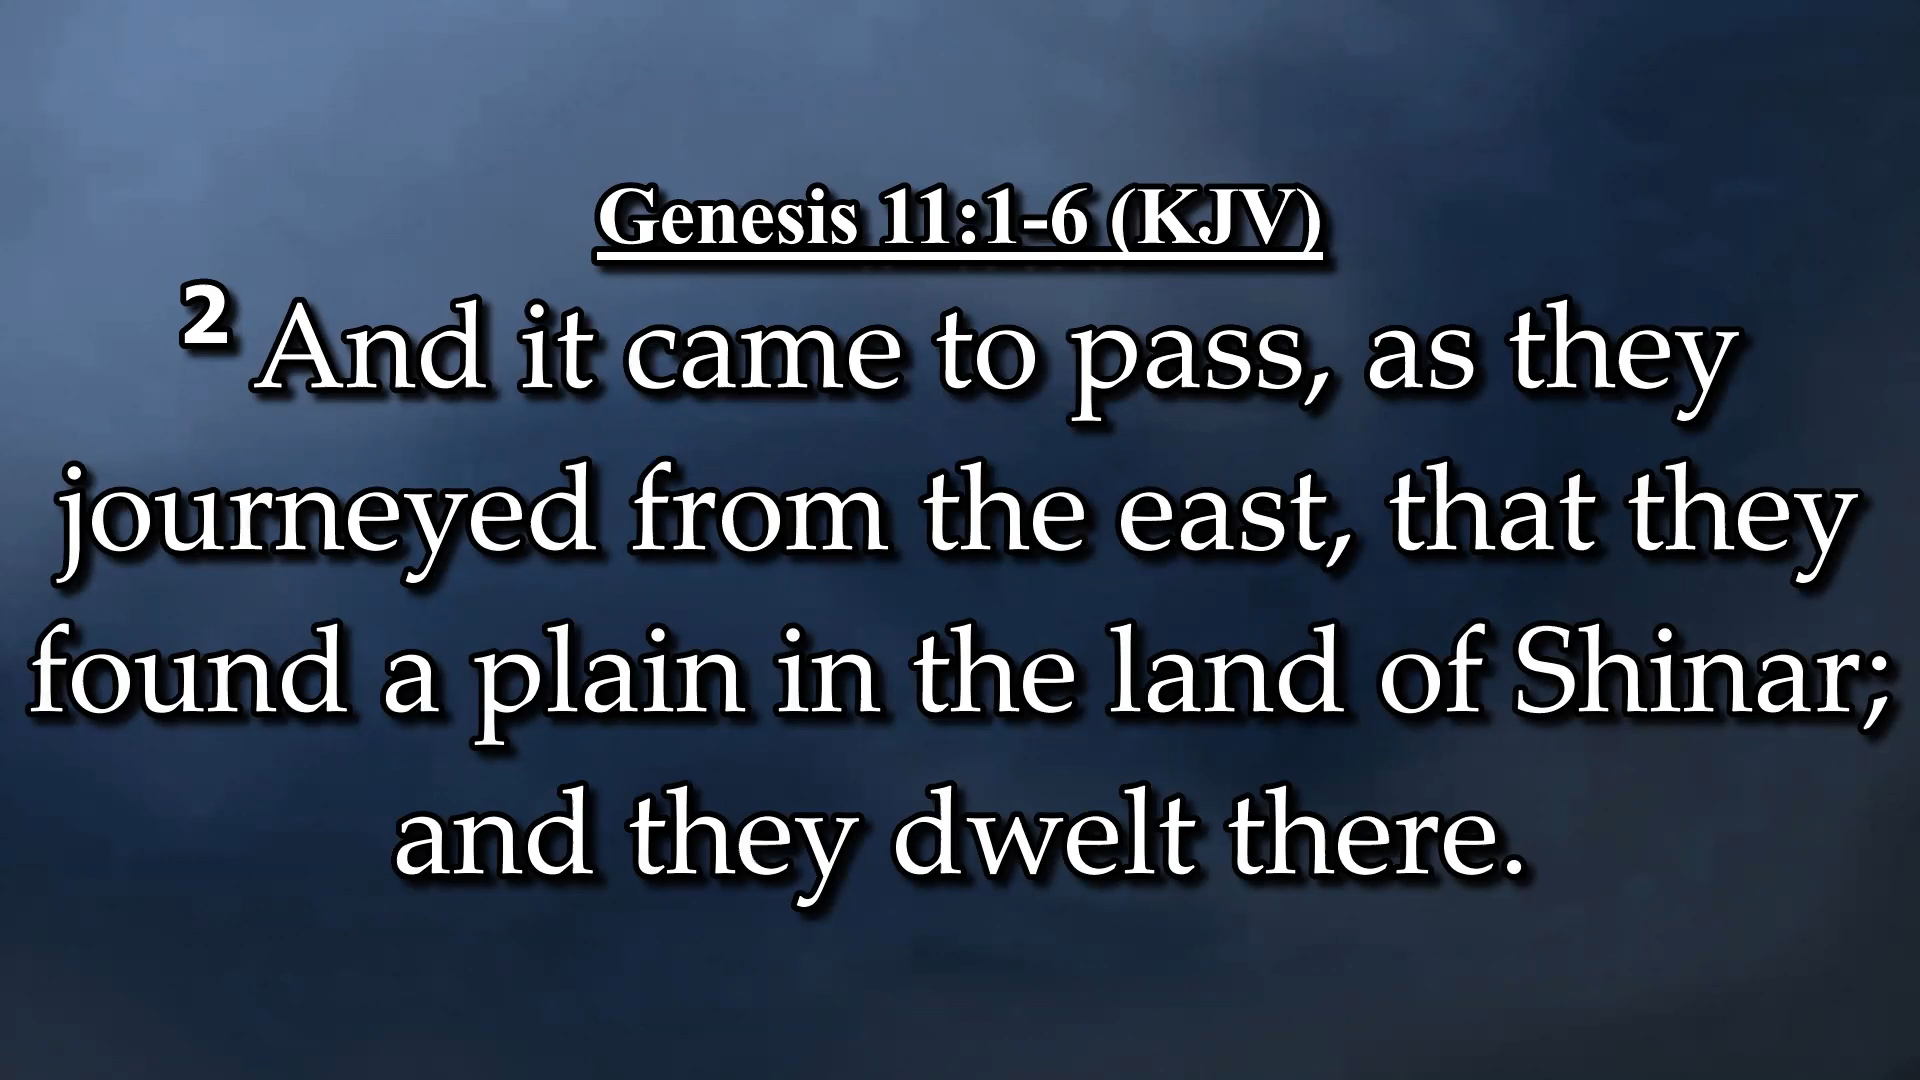 Genesis 11:1-6 (KJV)
2 And it came to pass, as they
journeyed from the east, that they
found a plain in the land of Shinar;
and they dwelt there.